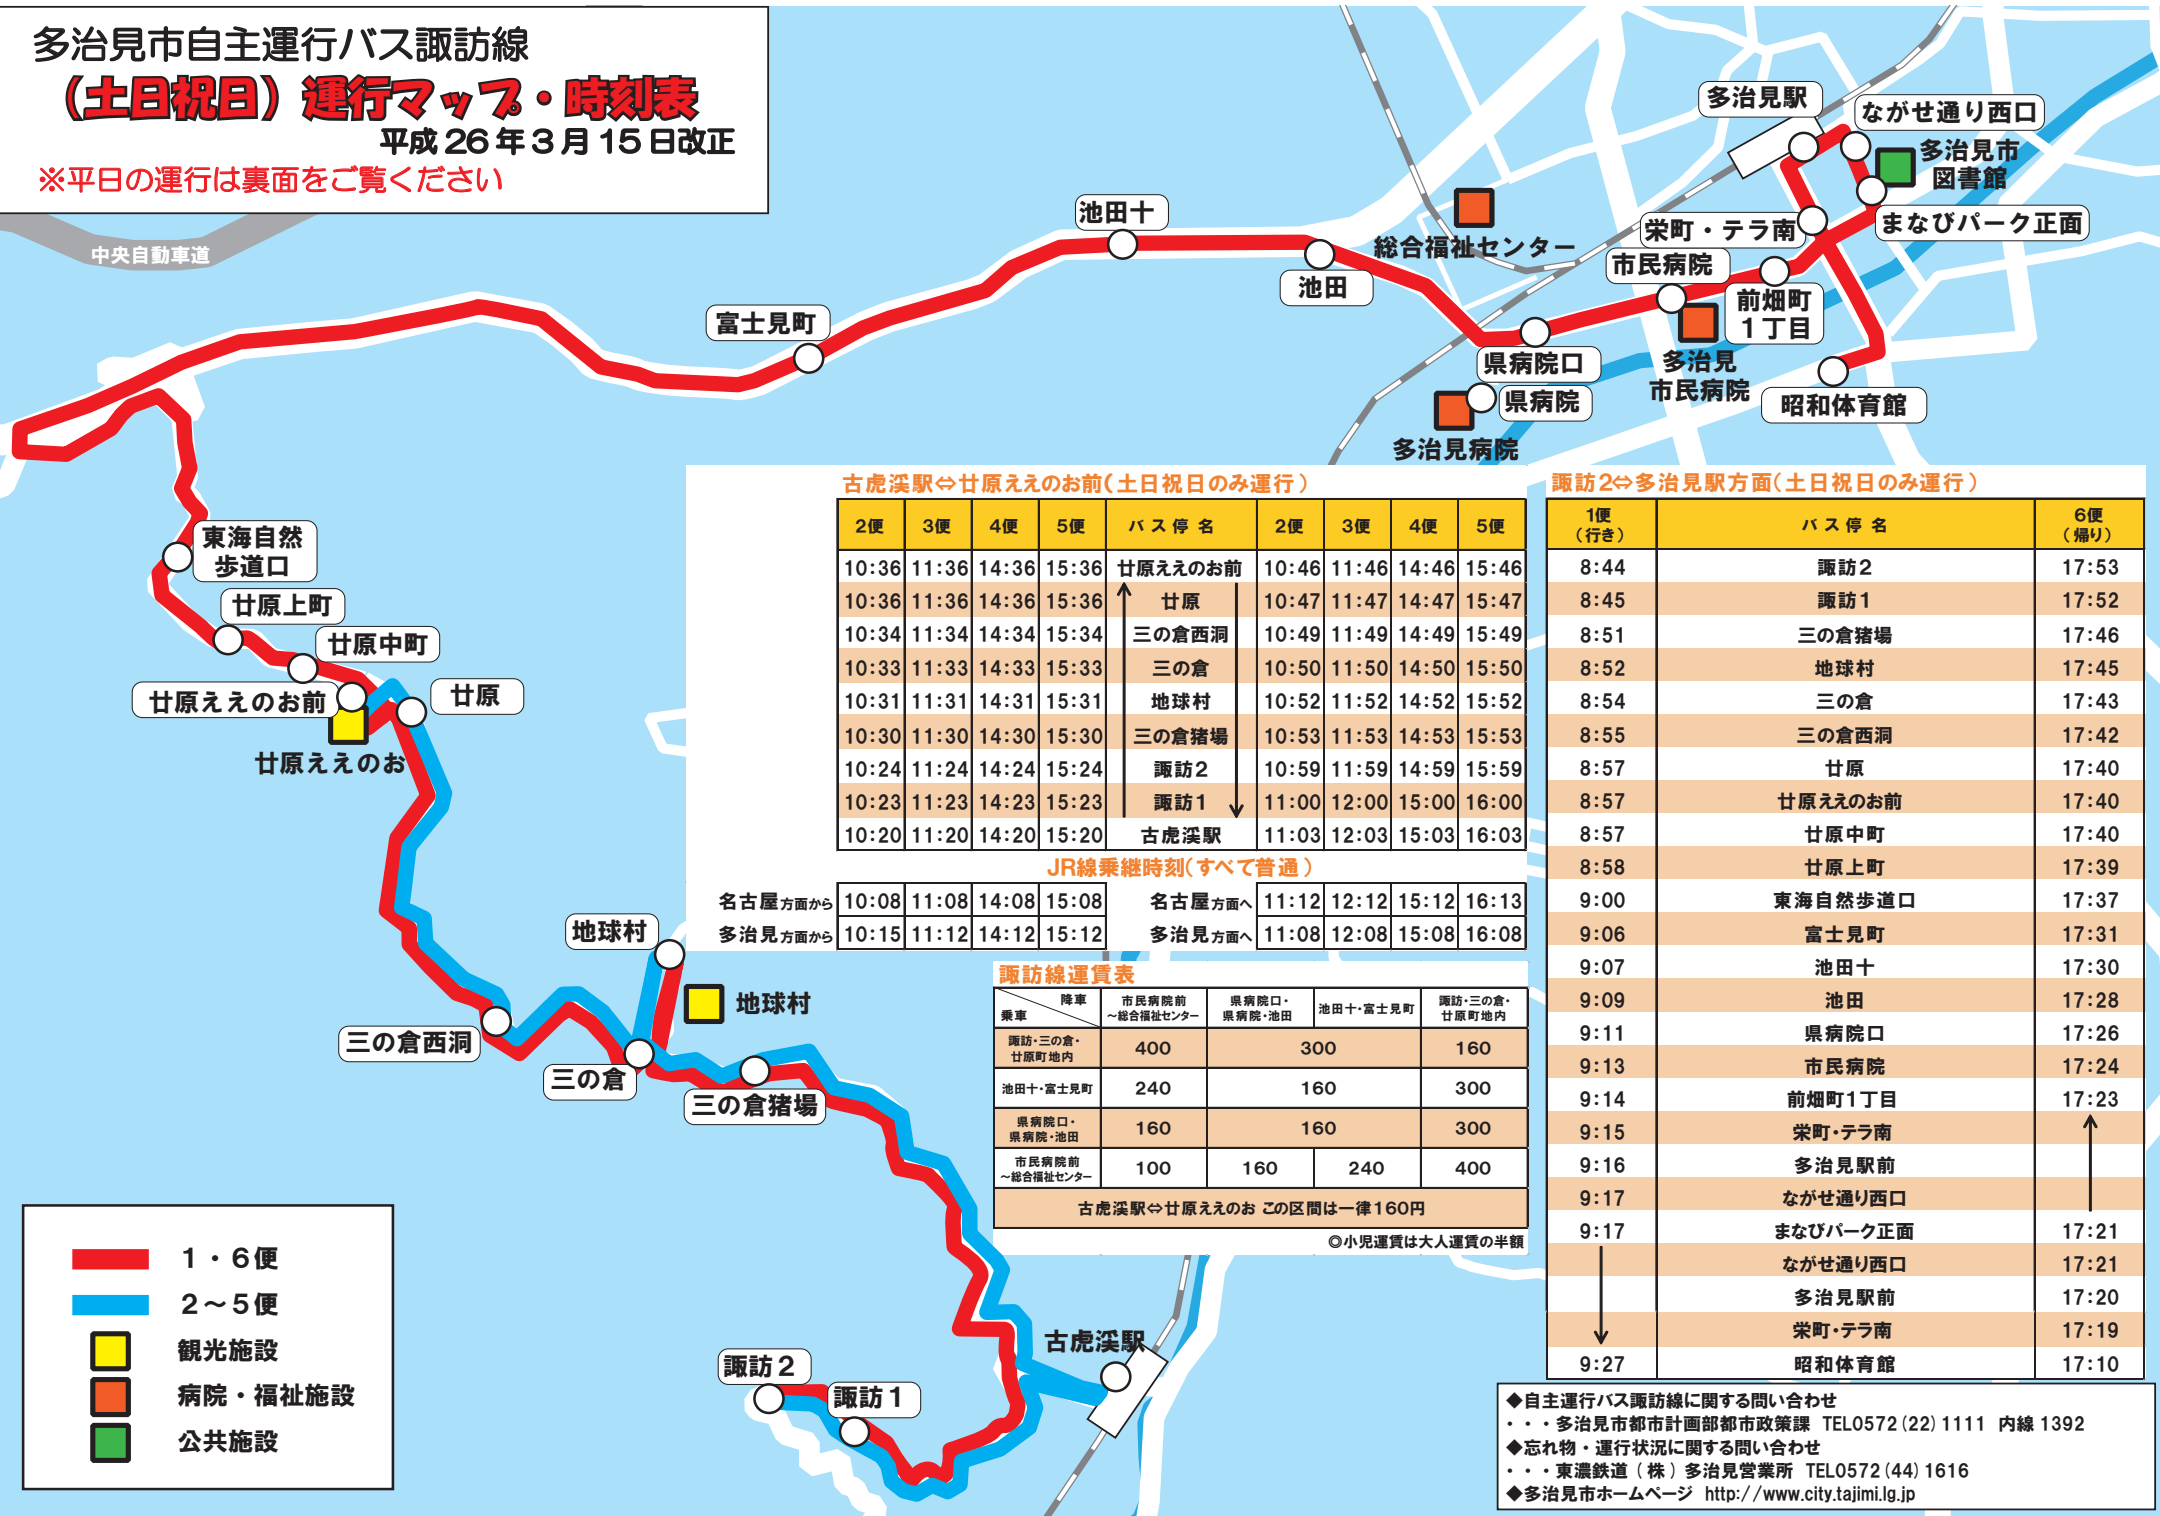 多治見市自主運行バス諏訪線
（土日祝日）運行マップ・時刻表
平成26年3月15日改正
※平日の運行は裏面をご覧ください
中央自動車道
多治見駅
ながせ通り西口
多治見市
図書館
まなびパーク正面
栄町・テラ南
市民病院
前畑町
1丁目
総合福祉センター
池田十
池田
富士見町
県病院口
県病院
多治見
市民病院
多治見病院
昭和体育館
東海自然
歩道口
廿原上町
廿原中町
廿原ええのお前
廿原
廿原ええのお
地球村
地球村
三の倉西洞
三の倉
三の倉猪場
古虎渓駅
諏訪2
諏訪1
1・6便
2～5便
観光施設
病院・福祉施設
公共施設
古虎渓駅⇔廿原ええのお前(土日祝日のみ運行)
2便 3便 4便 5便 バス停名 2便 3便 4便 5便
10:36 11:36 14:36 15:36 廿原ええのお前 10:46 11:46 14:46 15:46
10:36 11:36 14:36 15:36 廿原 10:47 11:47 14:47 15:47
10:34 11:34 14:34 15:34 三の倉西洞 10:49 11:49 14:49 15:49
10:33 11:33 14:33 15:33 三の倉 10:50 11:50 14:50 15:50
10:31 11:31 14:31 15:31 地球村 10:52 11:52 14:52 15:52
10:30 11:30 14:30 15:30 三の倉猪場 10:53 11:53 14:53 15:53
10:24 11:24 14:24 15:24 諏訪2 10:59 11:59 14:59 15:59
10:23 11:23 14:23 15:23 諏訪1 11:00 12:00 15:00 16:00
10:20 11:20 14:20 15:20 古虎渓駅 11:03 12:03 15:03 16:03
JR線乗継時刻(すべて普通)
名古屋方面から 10:08 11:08 14:08 15:08 名古屋方面へ 11:12 12:12 15:12 16:13
多治見方面から 10:15 11:12 14:12 15:12 多治見方面へ 11:08 12:08 15:08 16:08
諏訪線運賃表
降車
乗車
市民病院前
～総合福祉センター
県病院口・
県病院・池田
池田十・富士見町
諏訪・三の倉・
廿原町地内
諏訪・三の倉・
廿原町地内
400 300 160
池田十・富士見町 240 160 300
県病院口・
県病院・池田
160 160 300
市民病院前
～総合福祉センター
100 160 240 400
古虎渓駅⇔廿原ええのお この区間は一律160円
◎小児運賃は大人運賃の半額
諏訪2⇔多治見駅方面(土日祝日のみ運行)
1便
(行き)
バス停名
6便
(帰り)
8:44 諏訪2 17:53
8:45 諏訪1 17:52
8:51 三の倉猪場 17:46
8:52 地球村 17:45
8:54 三の倉 17:43
8:55 三の倉西洞 17:42
8:57 廿原 17:40
8:57 廿原ええのお前 17:40
8:57 廿原中町 17:40
8:58 廿原上町 17:39
9:00 東海自然歩道口 17:37
9:06 富士見町 17:31
9:07 池田十 17:30
9:09 池田 17:28
9:11 県病院口 17:26
9:13 市民病院 17:24
9:14 前畑町1丁目 17:23
9:15 栄町・テラ南
9:16 多治見駅前
9:17 ながせ通り西口
9:17 まなびパーク正面 17:21
ながせ通り西口 17:21
多治見駅前 17:20
栄町・テラ南 17:19
9:27 昭和体育館 17:10
◆自主運行バス諏訪線に関する問い合わせ
・・・多治見市都市計画部都市政策課 TEL0572(22)1111 内線1392
◆忘れ物・運行状況に関する問い合わせ
・・・東濃鉄道(株)多治見営業所 TEL0572(44)1616
◆多治見市ホームページ http://www.city.tajimi.lg.jp